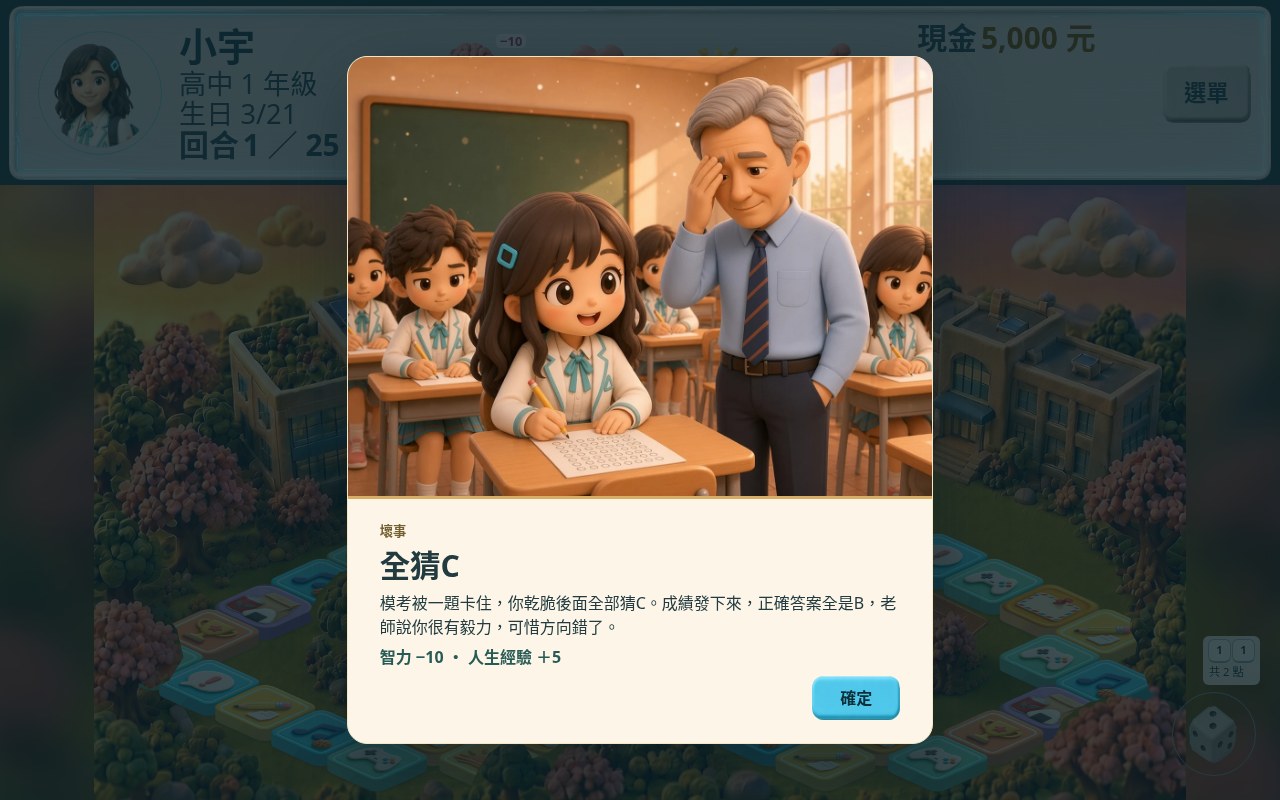 小宇
高中 1 年級
生日 3/21
回合 1 ／ 25
−10
現金 5,000 元
選單
壞事
全猜C
模考被一題卡住，你乾脆後面全部猜C。成績發下來，正確答案全是B，老
師說你很有毅力，可惜方向錯了。
智力 −10 ・ 人生經驗 ＋5
確定
1 1
共 2 點